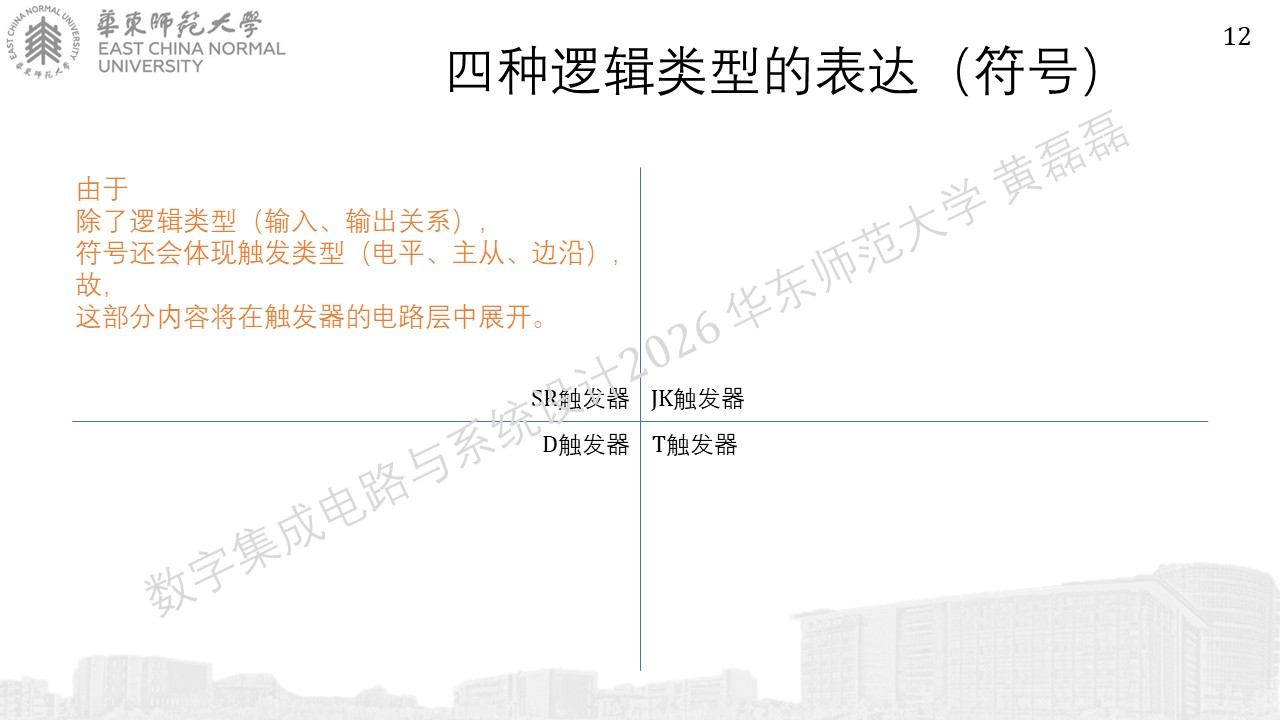 華東師範大學
EAST CHINA NORMAL
UNIVERSITY
四种逻辑类型的表达（符号）
12
由于
除了逻辑类型（输入、输出关系），
符号还会体现触发类型（电平、主从、边沿），
故，
这部分内容将在触发器的电路层中展开。
SR触发器
JK触发器
D触发器
T触发器
数字集成电路与系统设计2026 华东师范大学 黄磊磊